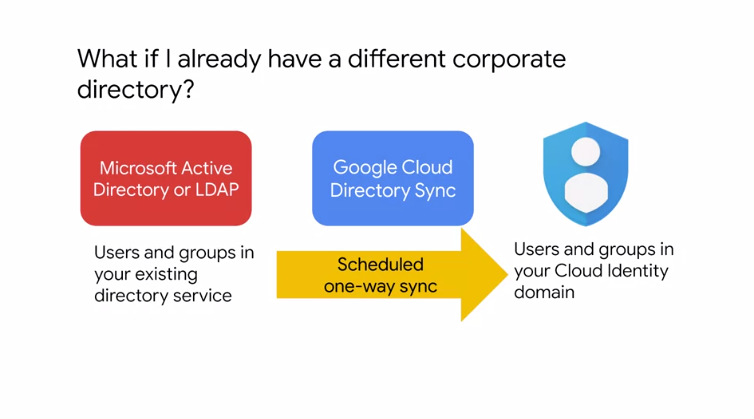 What if I already have a different corporate
directory?
Microsoft Active
Directory or LDAP
Google Cloud
Directory Sync
Users and groups in
your existing
directory service
Scheduled
one-way sync
Users and groups in
your Cloud Identity
domain